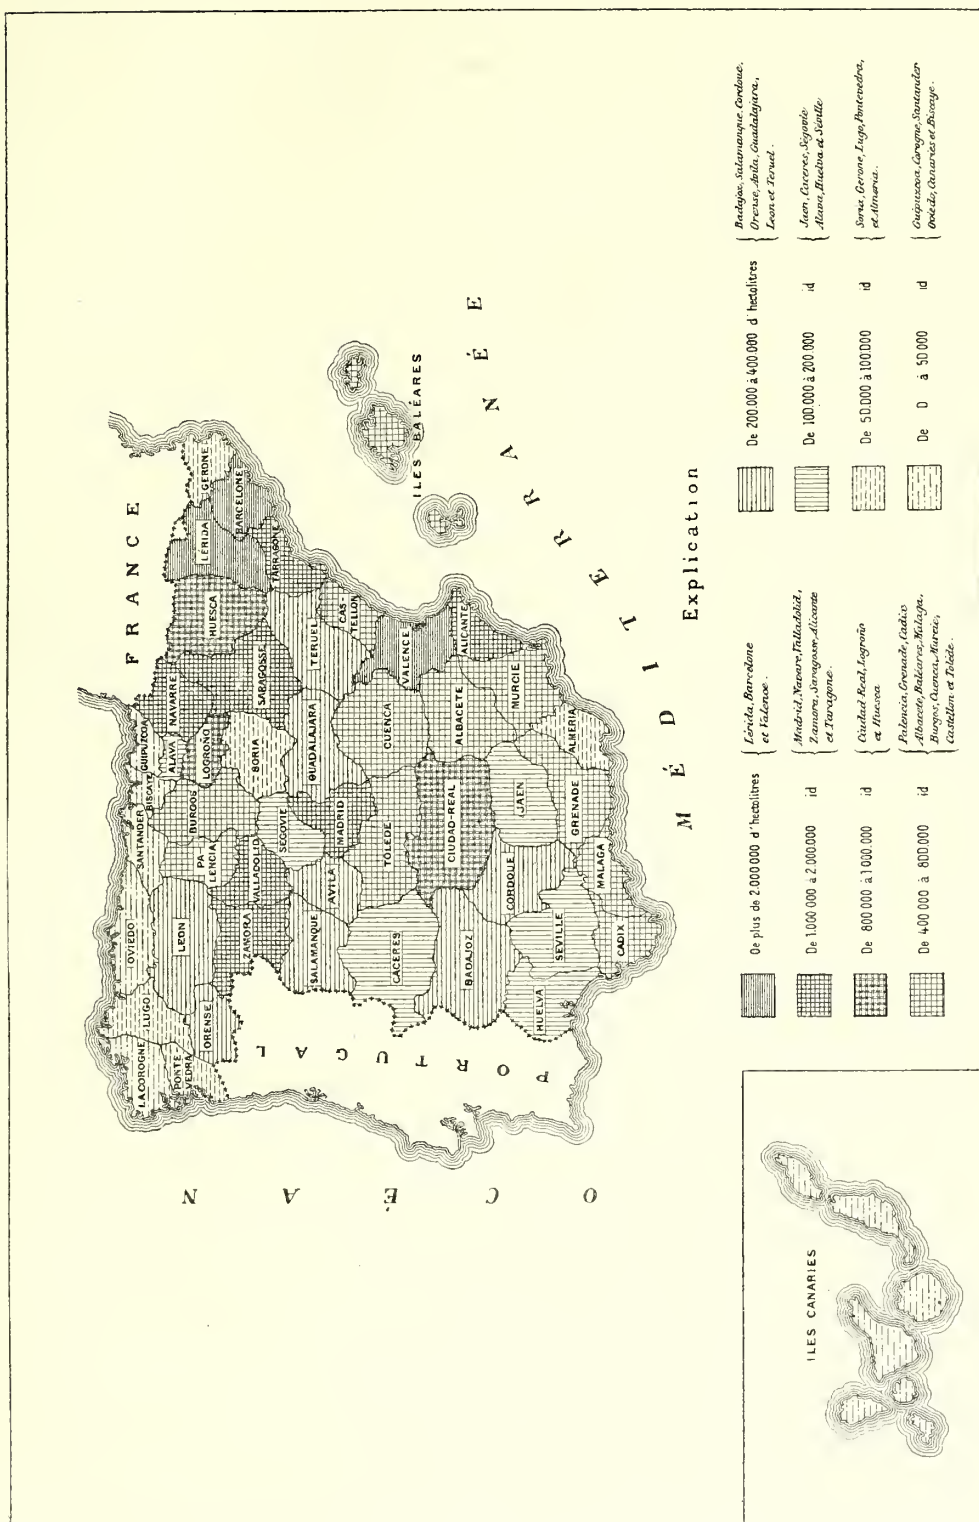 FRANCE
OCÉAN
PORTUGAL
MÉDITERRANÉE
ILES BALÉARES
ILES CANARIES
LACOROGNE
LUGO
OVIEDO
SANTANDER
BISCAYE
GUIPUZCOA
ALAVA
NAVARRE
PONTE
VEDRA
ORENSE
LEON
PA
LENCIA
BURGOS
LOGROÑO
HUESCA
LÉRIDA
GERONE
BARCELONE
ZAMORA
VALLADOLID
SORIA
SARAGOSSE
TARRAGONE
SALAMANQUE
AVILA
SEGOVIE
MADRID
GUADALAJARA
TERUEL
CAS-
TELLON
CACERES
TOLÈDE
CUENCA
VALENCE
BADAJOZ
CIUDAD-REAL
ALBACETE
ALICANTE
HUELVA
SEVILLE
CORDOUE
JAEN
MURCIE
CADIX
MALAGA
GRENADE
ALMERIA
Explication
De plus de 2.000.000 d'hectolitres
Lérida, Barcelone
et Valence.
De 1.000.000 à 2.000.000 id
Madrid, Navarre, Valladolid,
Zamora, Saragosse, Alicante
et Taragone.
De 800.000 à 1.000.000 id
Ciudad-Real, Logroño
et Huesca
De 400.000 à 800.000 id
Palencia, Grenade, Cadix
Albacete, Baléares, Malaga,
Burgos, Cuenca, Murcie,
Castellon et Tolède.
De 200.000 à 400.000 d'hectolitres
Badajoz, Salamanque, Cordoue,
Orense, Avila, Guadalajara,
Leon et Teruel.
De 100.000 à 200.000 id
Jaen, Caceres, Ségovie
Alava, Huelva et Séville
De 50.000 à 100.000 id
Soria, Gerone, Lugo, Pontevedra,
et Almeria.
De 0 à 50.000 id
Guipuzcoa, Corogne, Santander
Oviedo, Canaries et Biscaye.